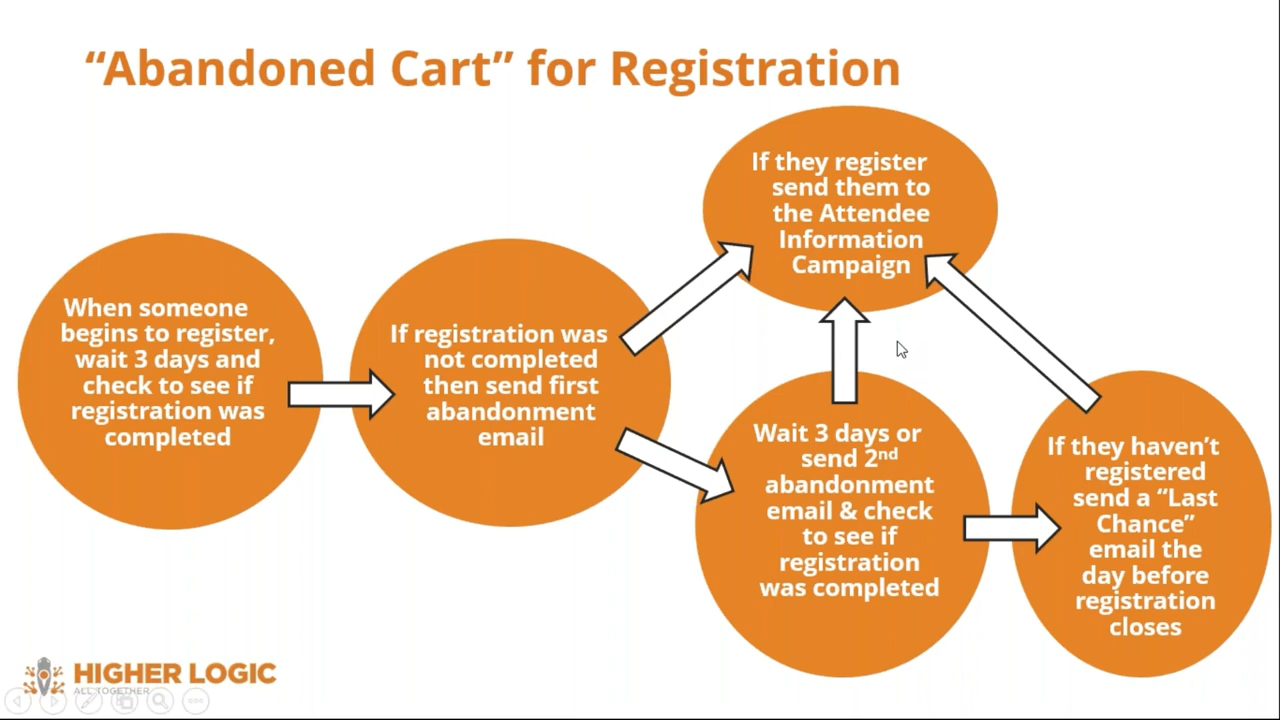 “Abandoned Cart” for Registration
If they register
send them to
the Attendee
Information
Campaign
When someone
begins to register,
wait 3 days and
check to see if
registration was
completed
If registration was
not completed
then send first
abandonment
email
Wait 3 days or
send 2nd
abandonment
email & check
to see if
registration
was completed
If they haven’t
registered
send a “Last
Chance”
email the
day before
registration
closes
HIGHER LOGIC
ALL TOGETHER